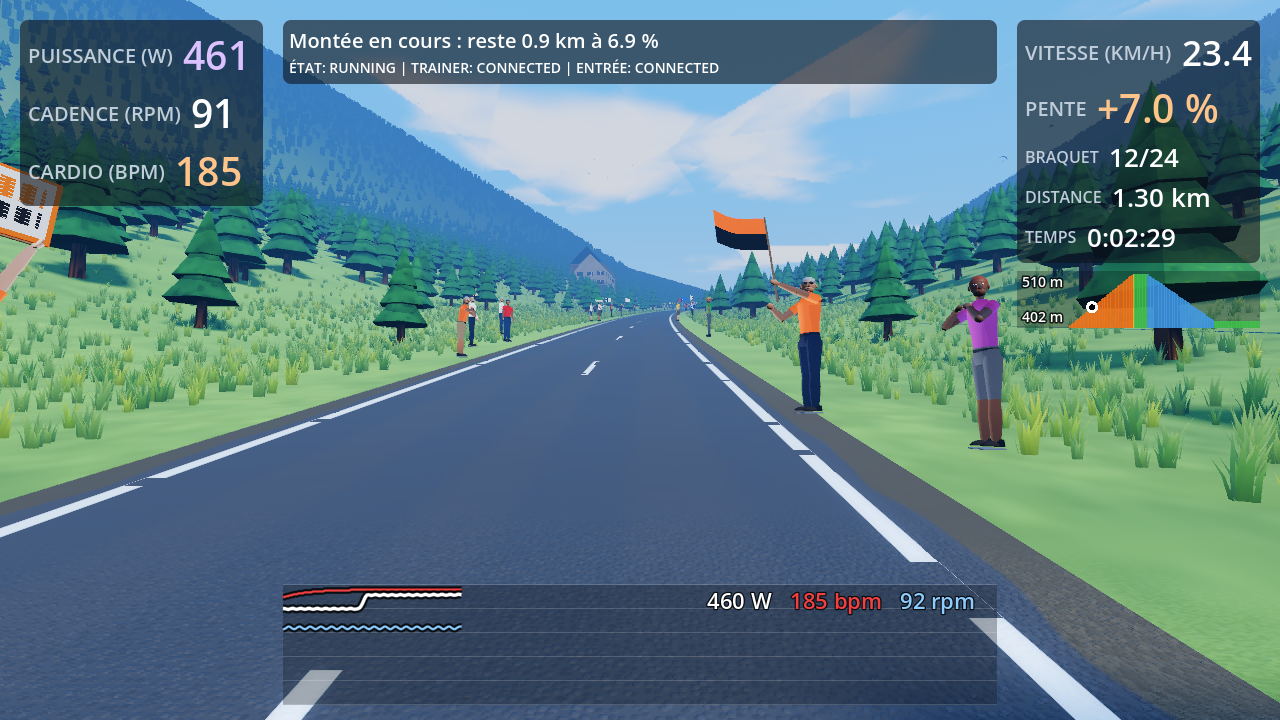 PUISSANCE (W) 461
CADENCE (RPM) 91
CARDIO (BPM) 185
Montée en cours : reste 0.9 km à 6.9 %
ÉTAT: RUNNING | TRAINER: CONNECTED | ENTRÉE: CONNECTED
VITESSE (KM/H) 23.4
PENTE +7.0 %
BRAQUET 12/24
DISTANCE 1.30 km
TEMPS 0:02:29
510 m
402 m
460 W 185 bpm 92 rpm